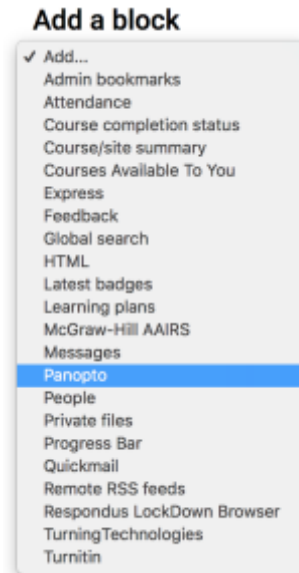 Add a block
✓ Add...
Admin bookmarks
Attendance
Course completion status
Course/site summary
Courses Available To You
Express
Feedback
Global search
HTML
Latest badges
Learning plans
McGraw-Hill AAIRS
Messages
Panopto
People
Private files
Progress Bar
Quickmail
Remote RSS feeds
Respondus LockDown Browser
TurningTechnologies
Turnitin